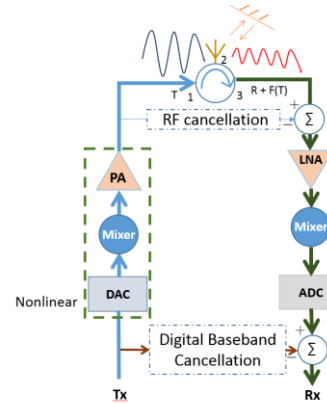 2
T
1
3
R + F(T)
+
RF cancellation
−
Σ
PA
LNA
Mixer
Mixer
DAC
ADC
Nonlinear
+
Digital Baseband
Cancellation
−
Σ
Tx
Rx